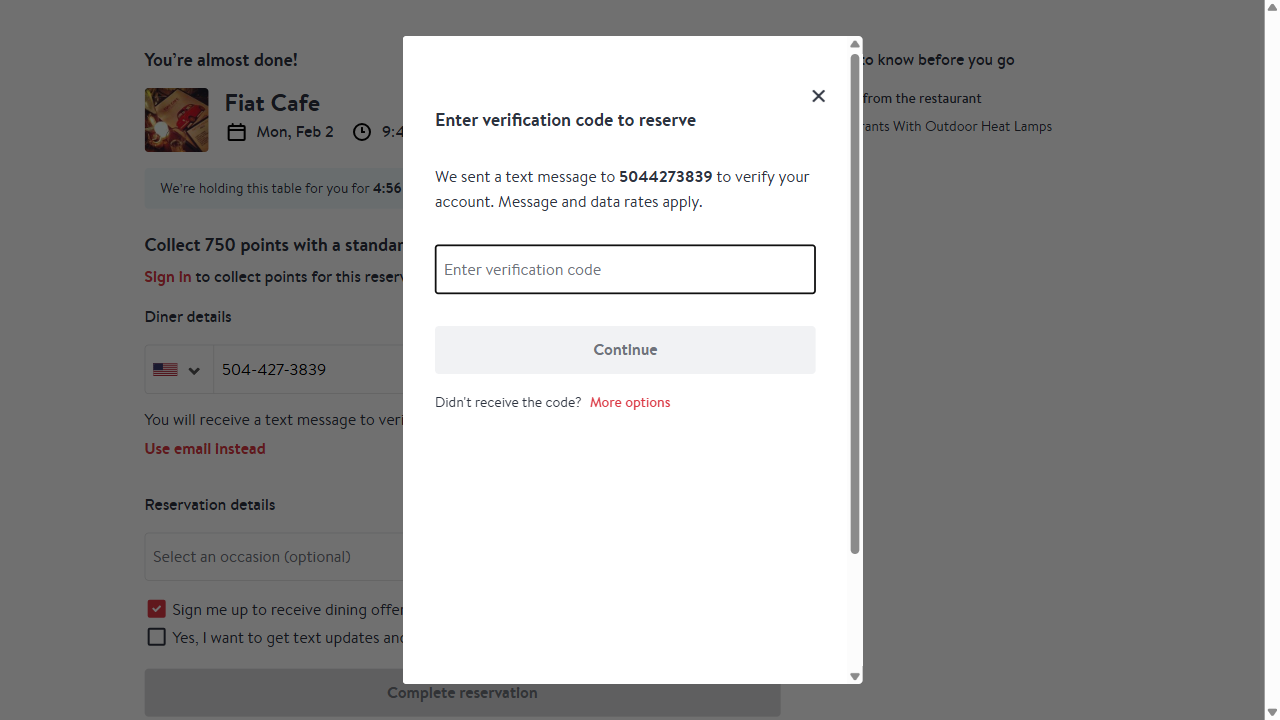 You're almost done!
Fiat Cafe
Mon, Feb 2
9:4
We're holding this table for you for 4:56
Collect 750 points with a standar
Sign in to collect points for this reserv
Diner details
504-427-3839
You will receive a text message to veri
Use email instead
Reservation details
Select an occasion (optional)
Sign me up to receive dining offer
Yes, I want to get text updates and
Complete reservation
Enter verification code to reserve
We sent a text message to 5044273839 to verify your
account. Message and data rates apply.
Enter verification code
Continue
Didn't receive the code? More options
to know before you go
from the restaurant
rants With Outdoor Heat Lamps